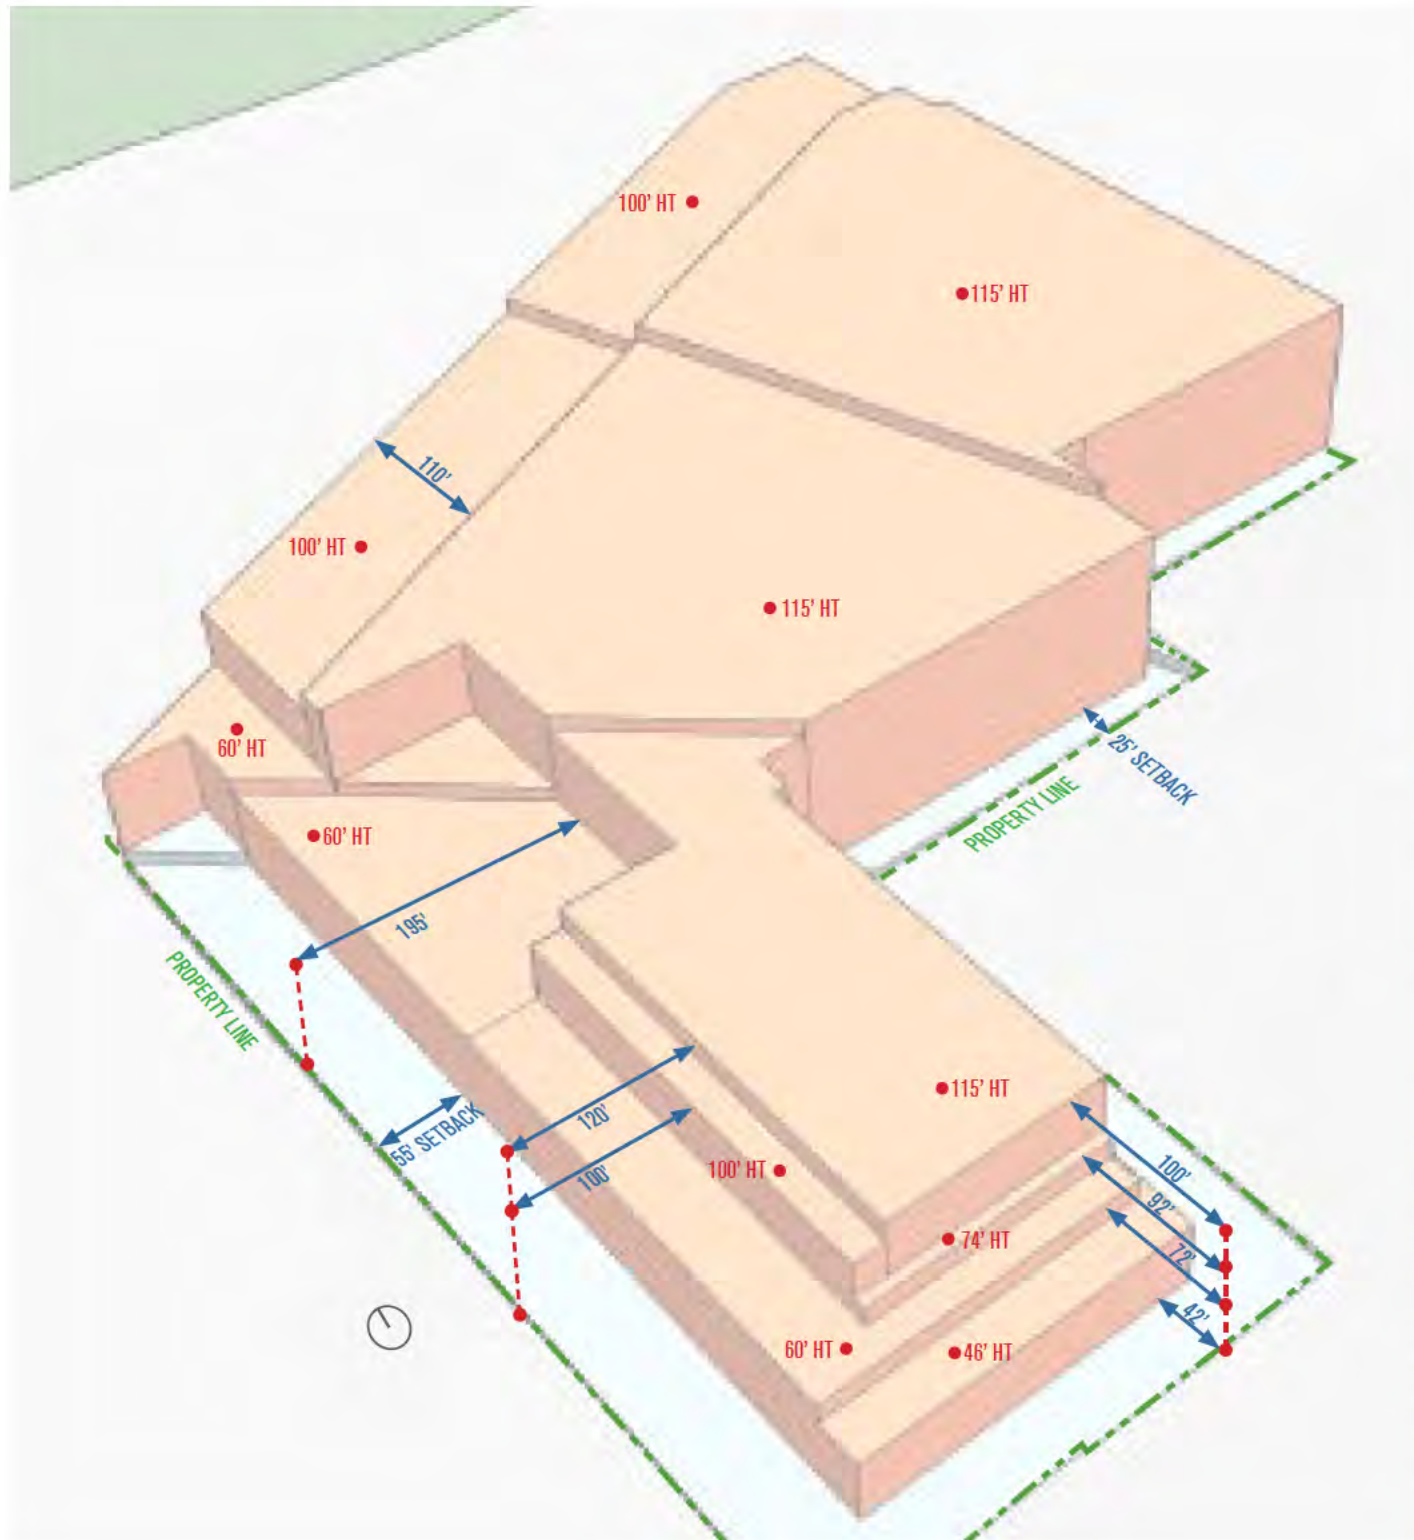 100' HT
115' HT
110'
100' HT
115' HT
60' HT
25' SETBACK
PROPERTY LINE
60' HT
195'
PROPERTY LINE
115' HT
55' SETBACK
120'
100'
100' HT
100'
92'
72'
42'
74' HT
60' HT
46' HT